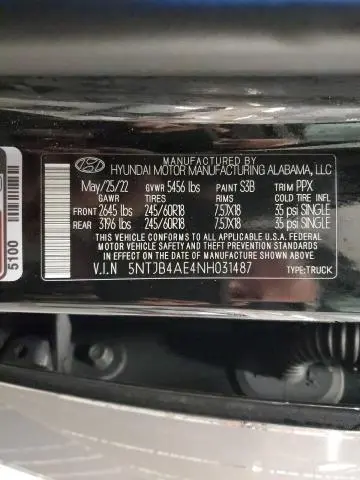 MANUFACTURED BY
HYUNDAI MOTOR MANUFACTURING ALABAMA, LLC
May/25/22 GVWR 5456 lbs PAINT S3B TRIM PPX
GAWR TIRES RIMS COLD TIRE INFL
FRONT 2645 lbs 245/60R18 7.5JX18 35 psi SINGLE
REAR 3196 lbs 245/60R18 7.5JX18 35 psi SINGLE
THIS VEHICLE CONFORMS TO ALL APPLICABLE U.S.A. FEDERAL
MOTOR VEHICLE SAFETY AND THEFT PREVENTION STANDARDS
IN EFFECT ON THE DATE OF MANUFACTURE SHOWN ABOVE.
V.I.N 5NTJB4AE4NH031487 TYPE:TRUCK
5100